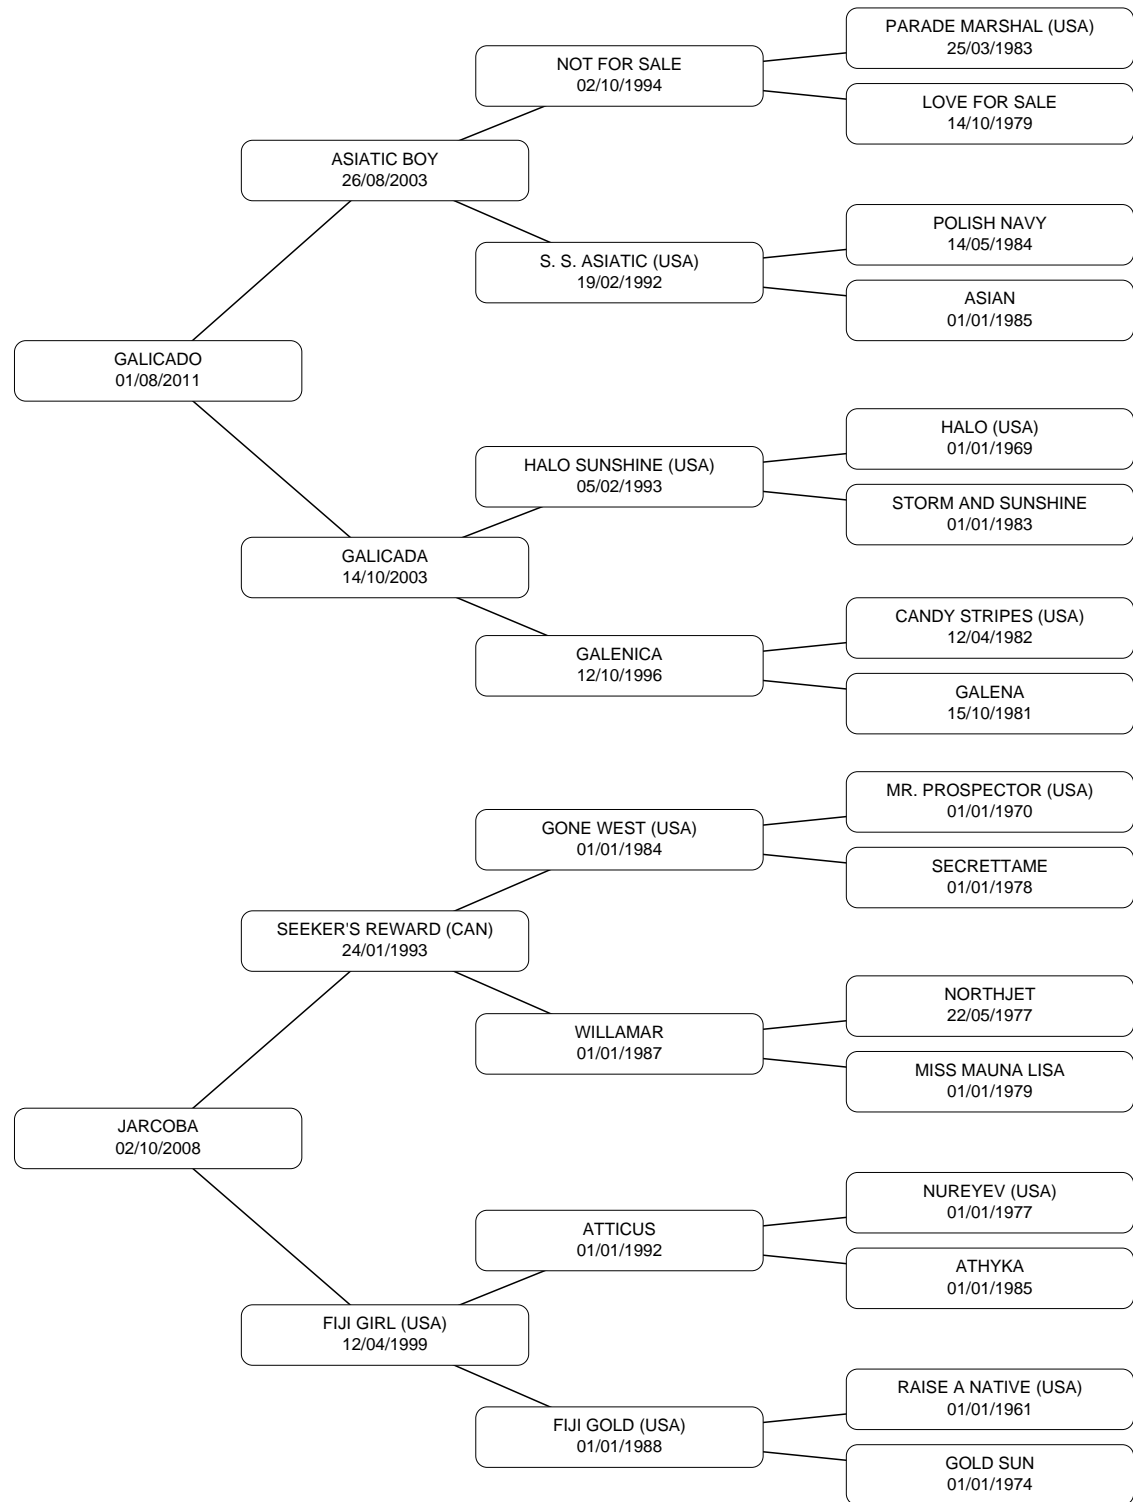 PARADE MARSHAL (USA)
25/03/1983
NOT FOR SALE
02/10/1994
LOVE FOR SALE
14/10/1979
ASIATIC BOY
26/08/2003
POLISH NAVY
14/05/1984
S. S. ASIATIC (USA)
19/02/1992
ASIAN
01/01/1985
GALICADO
01/08/2011
HALO (USA)
01/01/1969
HALO SUNSHINE (USA)
05/02/1993
STORM AND SUNSHINE
01/01/1983
GALICADA
14/10/2003
CANDY STRIPES (USA)
12/04/1982
GALENICA
12/10/1996
GALENA
15/10/1981
MR. PROSPECTOR (USA)
01/01/1970
GONE WEST (USA)
01/01/1984
SECRETTAME
01/01/1978
SEEKER'S REWARD (CAN)
24/01/1993
NORTHJET
22/05/1977
WILLAMAR
01/01/1987
MISS MAUNA LISA
01/01/1979
JARCOBA
02/10/2008
NUREYEV (USA)
01/01/1977
ATTICUS
01/01/1992
ATHYKA
01/01/1985
FIJI GIRL (USA)
12/04/1999
RAISE A NATIVE (USA)
01/01/1961
FIJI GOLD (USA)
01/01/1988
GOLD SUN
01/01/1974